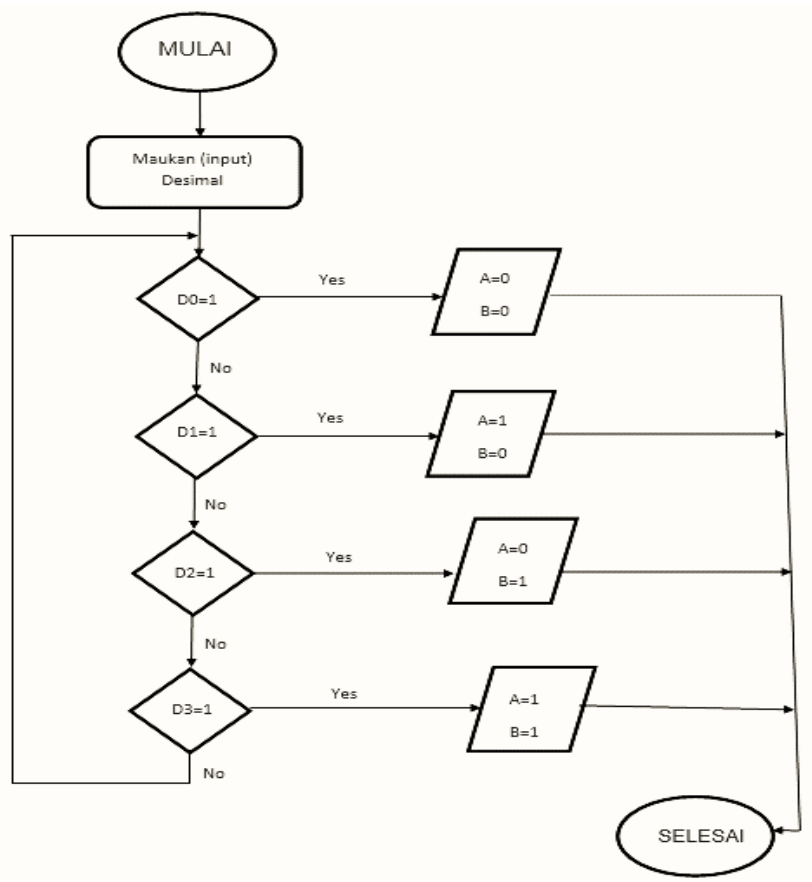 MULAI
Maukan (input)
Desimal
D0=1
Yes
A=0
B=0
No
D1=1
Yes
A=1
B=0
No
D2=1
Yes
A=0
B=1
No
D3=1
Yes
A=1
B=1
No
SELESAI